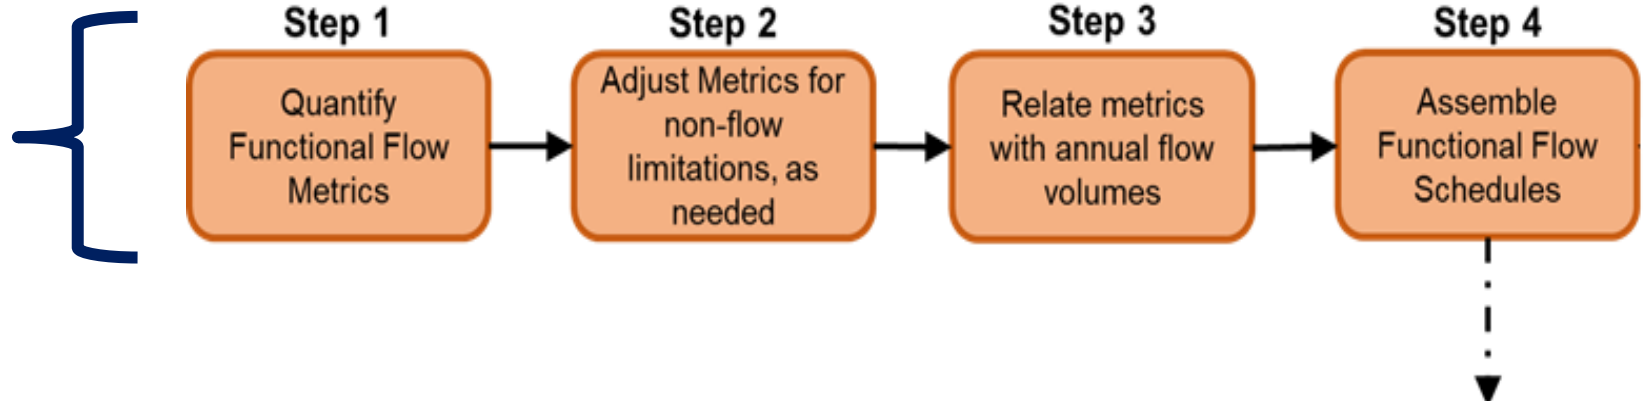 Step 1
Quantify
Functional Flow
Metrics
Step 2
Adjust Metrics for
non-flow
limitations, as
needed
Step 3
Relate metrics
with annual flow
volumes
Step 4
Assemble
Functional Flow
Schedules